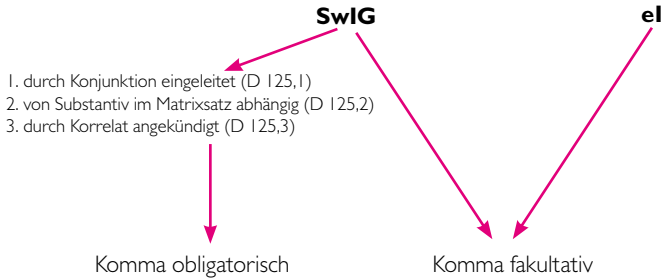 SwIG eI
1. durch Konjunktion eingeleitet (D 125,1)
2. von Substantiv im Matrixsatz abhängig (D 125,2)
3. durch Korrelat angekündigt (D 125,3)
Komma obligatorisch Komma fakultativ